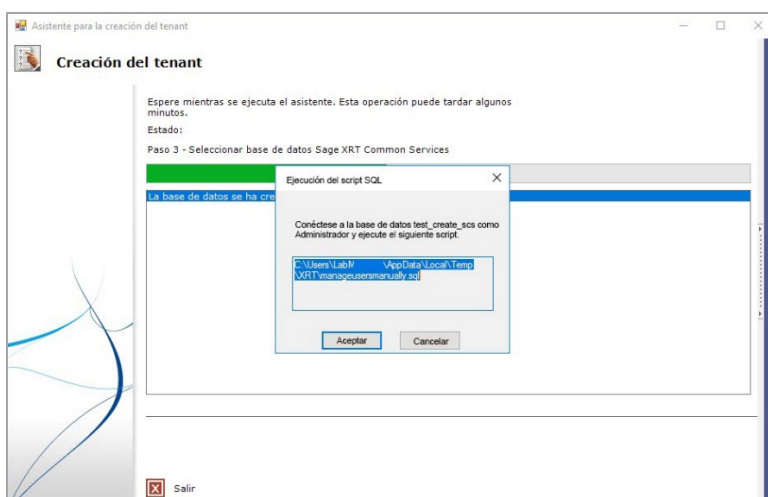 Asistente para la creación del tenant
Creación del tenant
Espere mientras se ejecuta el asistente. Esta operación puede tardar algunos
minutos.
Estado:
Paso 3 - Seleccionar base de datos Sage XRT Common Services
La base de datos se ha cre
Ejecución del script SQL
Conéctese a la base de datos test_create_scs como
Administrador y ejecute el siguiente script.
C:\Users\Lab \AppData\Local\Temp
\XRT\manageusersmanually.sql
Aceptar
Cancelar
Salir